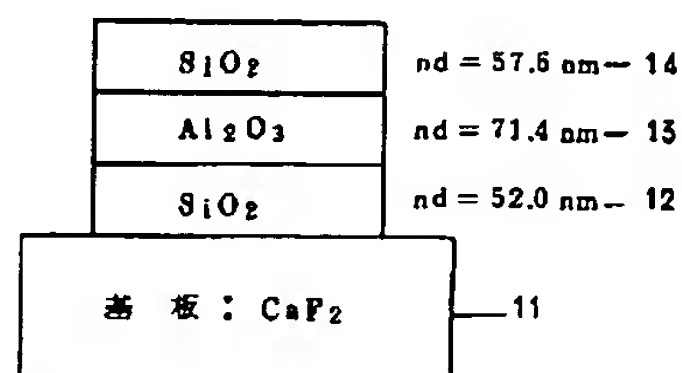 SiO2 nd = 57.6 nm 14
Al2O3 nd = 71.4 nm 13
SiO2 nd = 52.0 nm 12
基板：CaF2 11